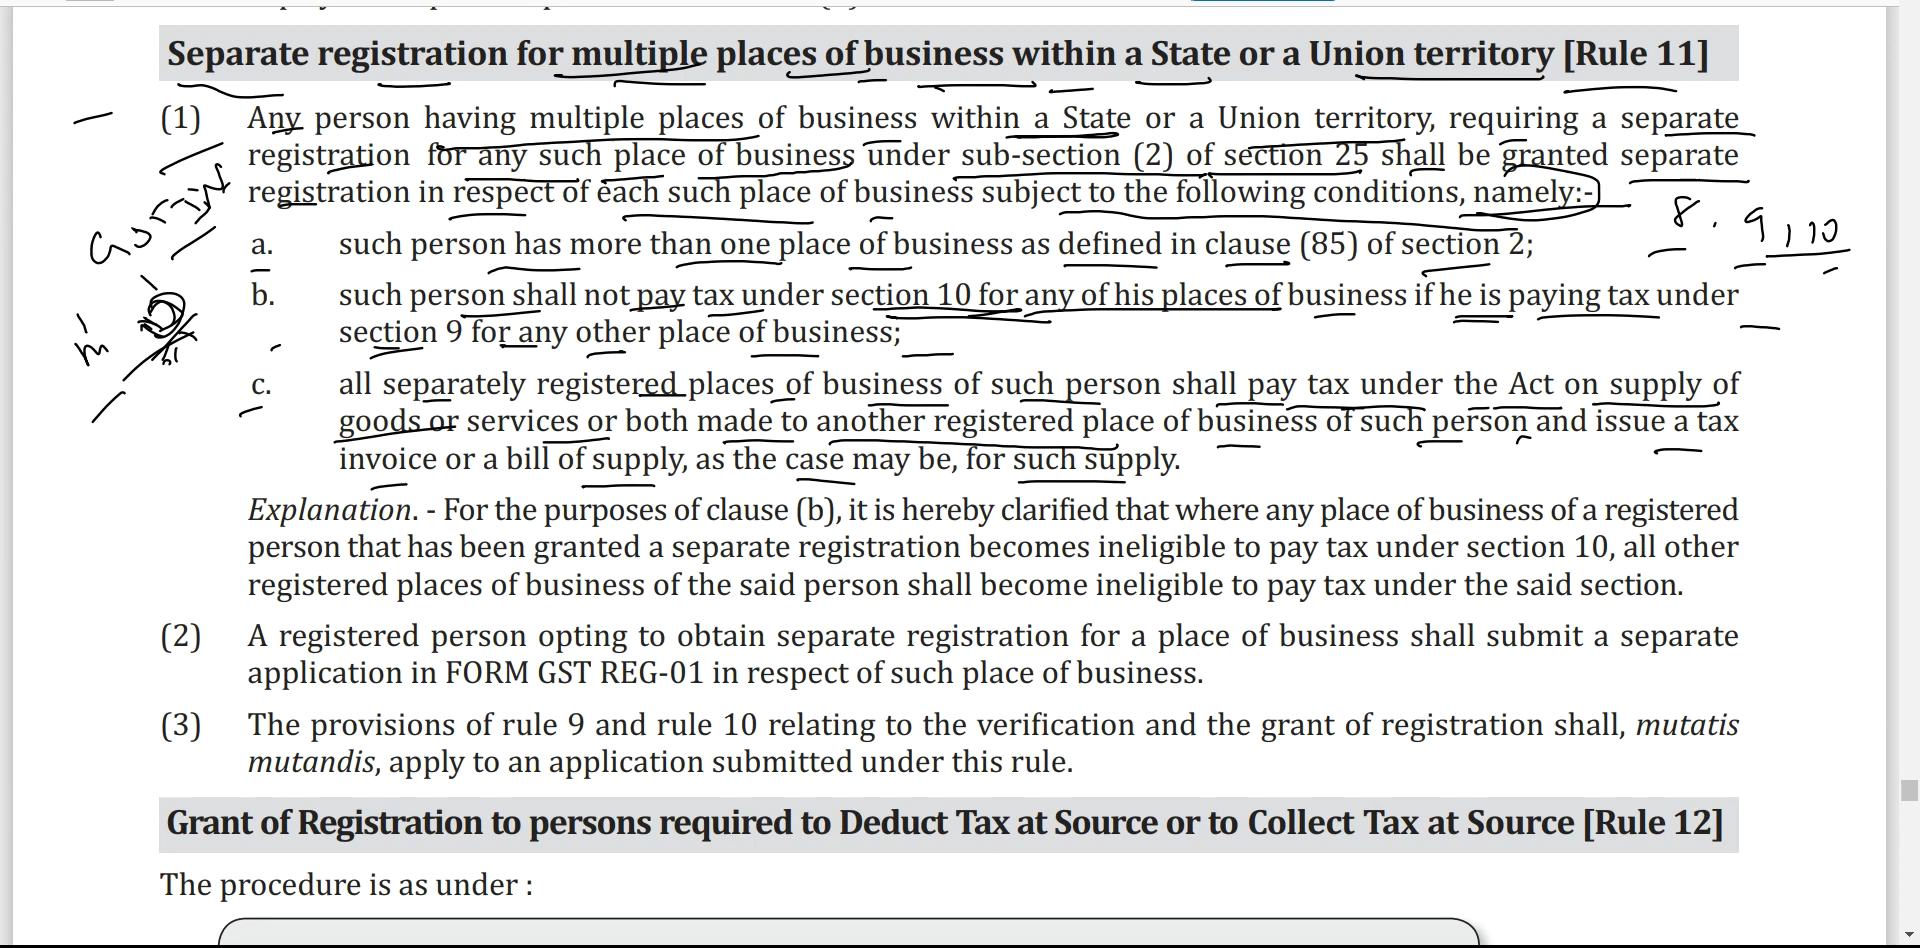 Separate registration for multiple places of business within a State or a Union territory [Rule 11]
(1) Any person having multiple places of business within a State or a Union territory, requiring a separate
registration for any such place of business under sub-section (2) of section 25 shall be granted separate
registration in respect of each such place of business subject to the following conditions, namely:-
8. 9, 10
a. such person has more than one place of business as defined in clause (85) of section 2;
b. such person shall not pay tax under section 10 for any of his places of business if he is paying tax under
section 9 for any other place of business;
c. all separately registered places of business of such person shall pay tax under the Act on supply of
goods or services or both made to another registered place of business of such person and issue a tax
invoice or a bill of supply, as the case may be, for such supply.
Explanation. - For the purposes of clause (b), it is hereby clarified that where any place of business of a registered
person that has been granted a separate registration becomes ineligible to pay tax under section 10, all other
registered places of business of the said person shall become ineligible to pay tax under the said section.
(2) A registered person opting to obtain separate registration for a place of business shall submit a separate
application in FORM GST REG-01 in respect of such place of business.
(3) The provisions of rule 9 and rule 10 relating to the verification and the grant of registration shall, mutatis
mutandis, apply to an application submitted under this rule.
Grant of Registration to persons required to Deduct Tax at Source or to Collect Tax at Source [Rule 12]
The procedure is as under :